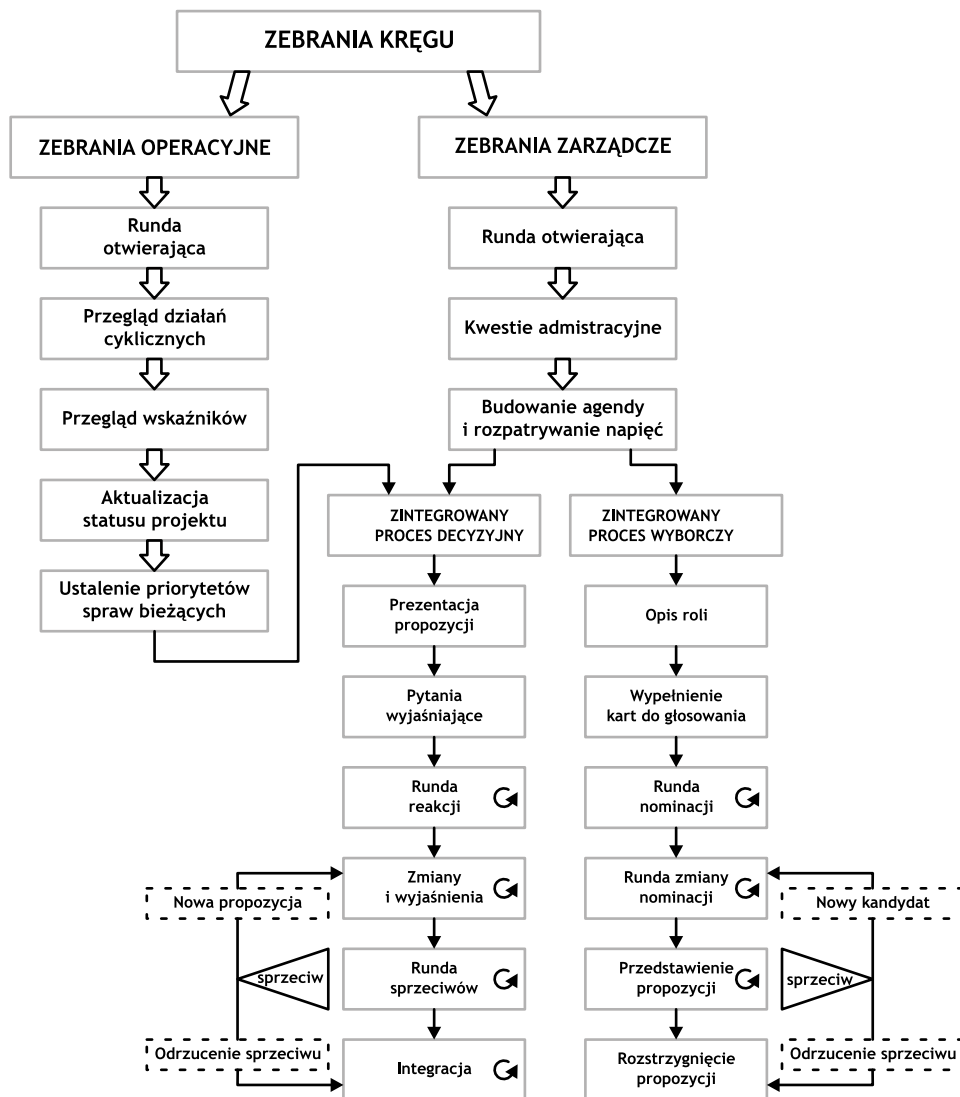 ZEBRANIA KRĘGU
ZEBRANIA OPERACYJNE
ZEBRANIA ZARZĄDCZE
Runda
otwierająca
Runda otwierająca
Przegląd działań
cyklicznych
Kwestie admistracyjne
Przegląd wskaźników
Budowanie agendy
i rozpatrywanie napięć
Aktualizacja
statusu projektu
Ustalenie priorytetów
spraw bieżących
ZINTEGROWANY
PROCES DECYZYJNY
ZINTEGROWANY
PROCES WYBORCZY
Prezentacja
propozycji
Opis roli
Pytania
wyjaśniające
Wypełnienie
kart do głosowania
Runda
reakcji
Runda
nominacji
Zmiany
i wyjaśnienia
Runda zmiany
nominacji
Nowa propozycja
Nowy kandydat
sprzeciw
Runda
sprzeciwów
Przedstawienie
propozycji
sprzeciw
Odrzucenie sprzeciwu
Integracja
Rozstrzygnięcie
propozycji
Odrzucenie sprzeciwu